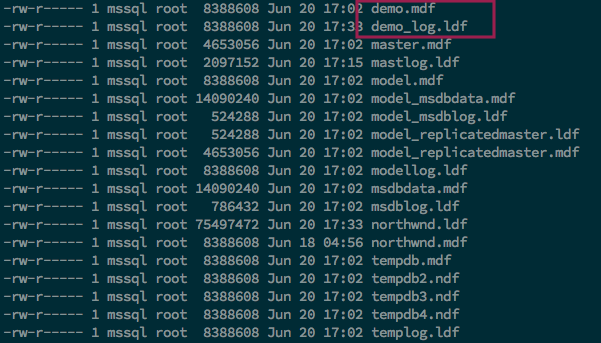 -rw-r----- 1 mssql root  8388608 Jun 20 17:02 demo.mdf
-rw-r----- 1 mssql root  8388608 Jun 20 17:33 demo_log.ldf
-rw-r----- 1 mssql root  4653056 Jun 20 17:02 master.mdf
-rw-r----- 1 mssql root  2097152 Jun 20 17:15 mastlog.ldf
-rw-r----- 1 mssql root  8388608 Jun 20 17:02 model.mdf
-rw-r----- 1 mssql root 14090240 Jun 20 17:02 model_msdbdata.mdf
-rw-r----- 1 mssql root   524288 Jun 20 17:02 model_msdblog.ldf
-rw-r----- 1 mssql root   524288 Jun 20 17:02 model_replicatedmaster.ldf
-rw-r----- 1 mssql root  4653056 Jun 20 17:02 model_replicatedmaster.mdf
-rw-r----- 1 mssql root  8388608 Jun 20 17:02 modellog.ldf
-rw-r----- 1 mssql root 14090240 Jun 20 17:02 msdbdata.mdf
-rw-r----- 1 mssql root   786432 Jun 20 17:02 msdblog.ldf
-rw-r----- 1 mssql root 75497472 Jun 20 17:33 northwnd.ldf
-rw-r----- 1 mssql root  8388608 Jun 18 04:56 northwnd.mdf
-rw-r----- 1 mssql root  8388608 Jun 20 17:02 tempdb.mdf
-rw-r----- 1 mssql root  8388608 Jun 20 17:02 tempdb2.ndf
-rw-r----- 1 mssql root  8388608 Jun 20 17:02 tempdb3.ndf
-rw-r----- 1 mssql root  8388608 Jun 20 17:02 tempdb4.ndf
-rw-r----- 1 mssql root  8388608 Jun 20 17:02 templog.ldf